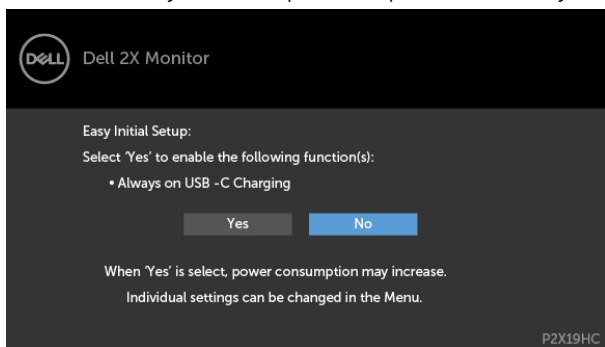 DELL
Dell 2X Monitor
Easy Initial Setup:
Select ‘Yes’ to enable the following function(s):
• Always on USB -C Charging
Yes No
When ‘Yes’ is select, power consumption may increase.
Individual settings can be changed in the Menu.
P2X19HC